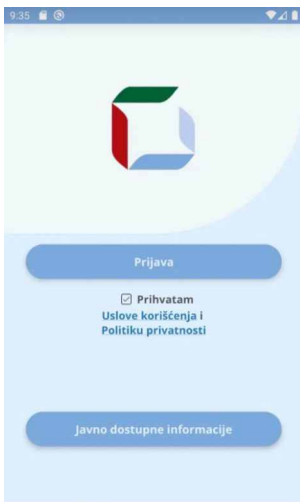 9:35
Prijava
Prihvatam
Uslove korišćenja i
Politiku privatnosti
Javno dostupne informacije